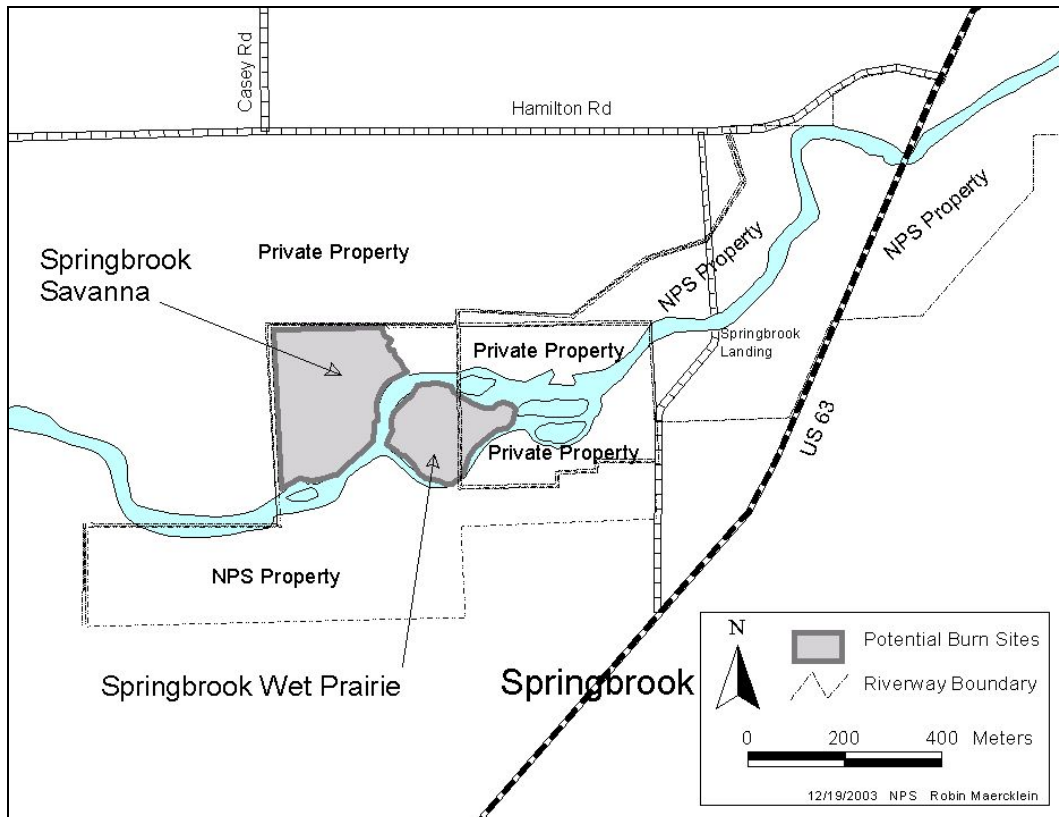 Casey Rd
Hamilton Rd
Private Property
Springbrook
Savanna
NPS Property
NPS Property
Springbrook
Landing
Private Property
Private Property
US 63
NPS Property
Springbrook Wet Prairie
Springbrook
N
Potential Burn Sites
Riverway Boundary
0 200 400 Meters
12/19/2003 NPS Robin Maercklein